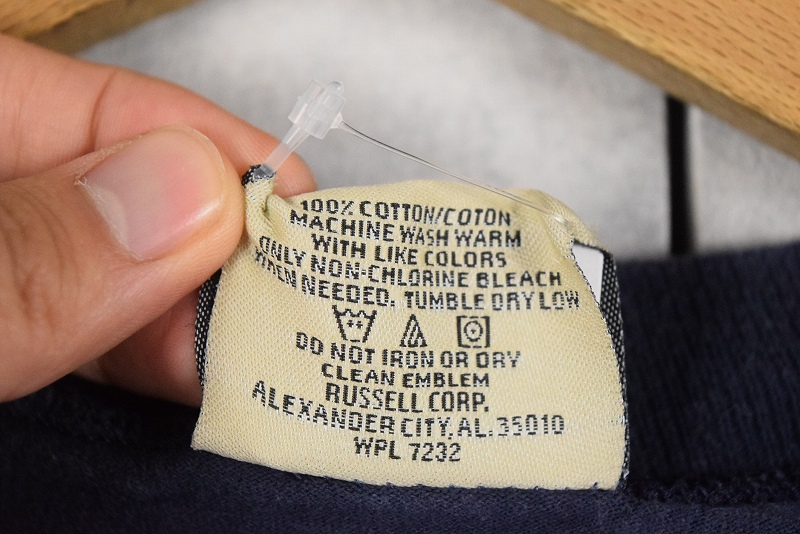 100% COTTON/COTON
MACHINE WASH WARM
WITH LIKE COLORS
ONLY NON-CHLORINE BLEACH
WHEN NEEDED. TUMBLE DRY LOW
DO NOT IRON OR DRY
CLEAN EMBLEM
RUSSELL CORP.
ALEXANDER CITY, AL. 35010
WPL 7232